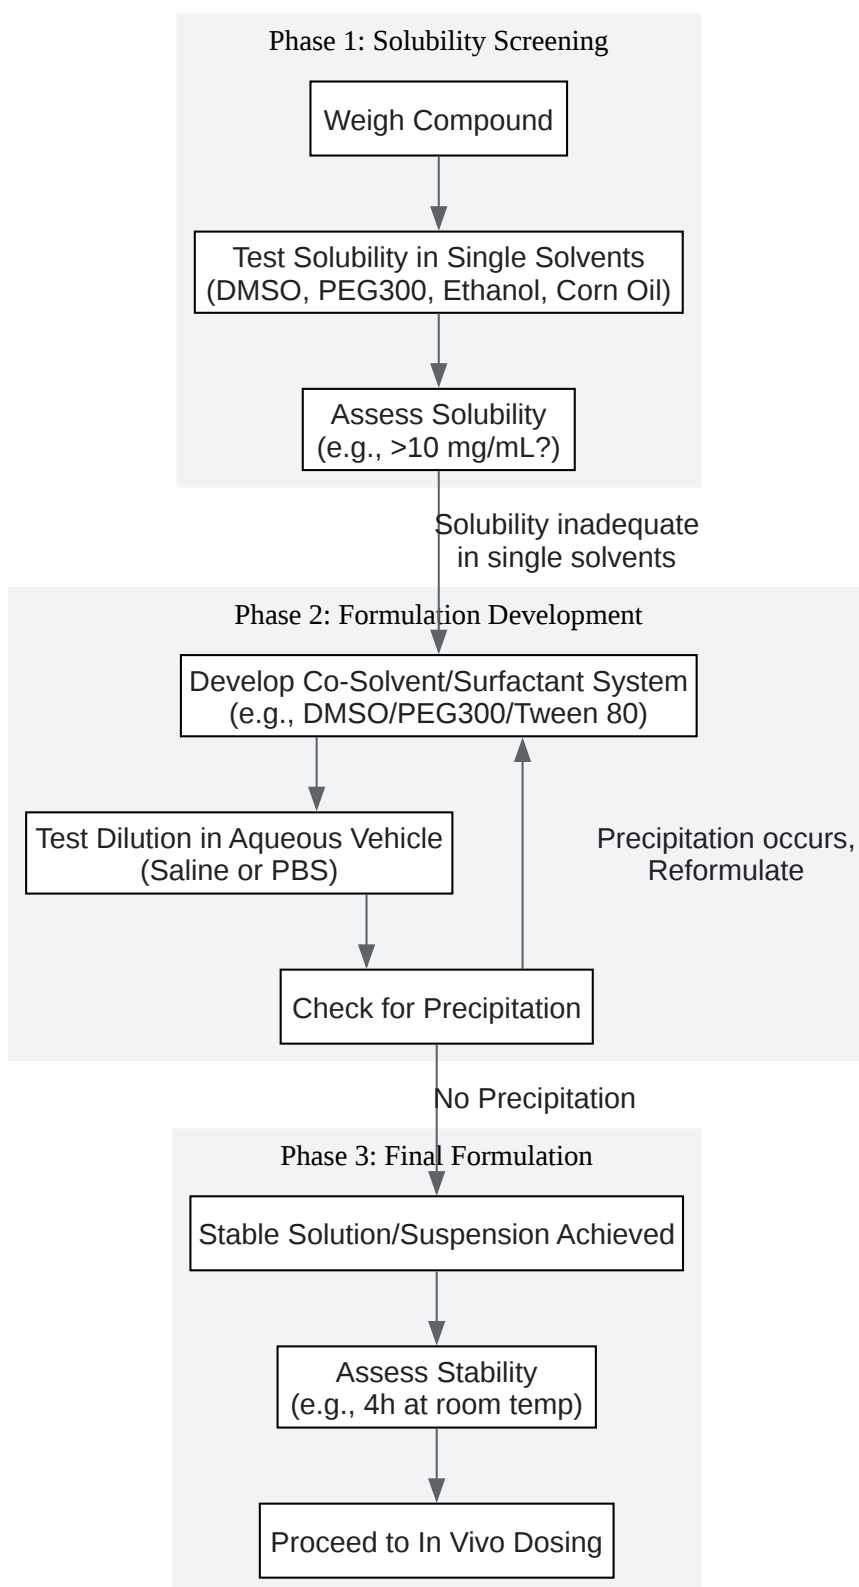 Phase 1: Solubility Screening
Weigh Compound
Test Solubility in Single Solvents
(DMSO, PEG300, Ethanol, Corn Oil)
Assess Solubility
(e.g., >10 mg/mL?)
Solubility inadequate
in single solvents
Phase 2: Formulation Development
Develop Co-Solvent/Surfactant System
(e.g., DMSO/PEG300/Tween 80)
Test Dilution in Aqueous Vehicle
(Saline or PBS)
Precipitation occurs,
Reformulate
Check for Precipitation
No Precipitation
Phase 3: Final Formulation
Stable Solution/Suspension Achieved
Assess Stability
(e.g., 4h at room temp)
Proceed to In Vivo Dosing